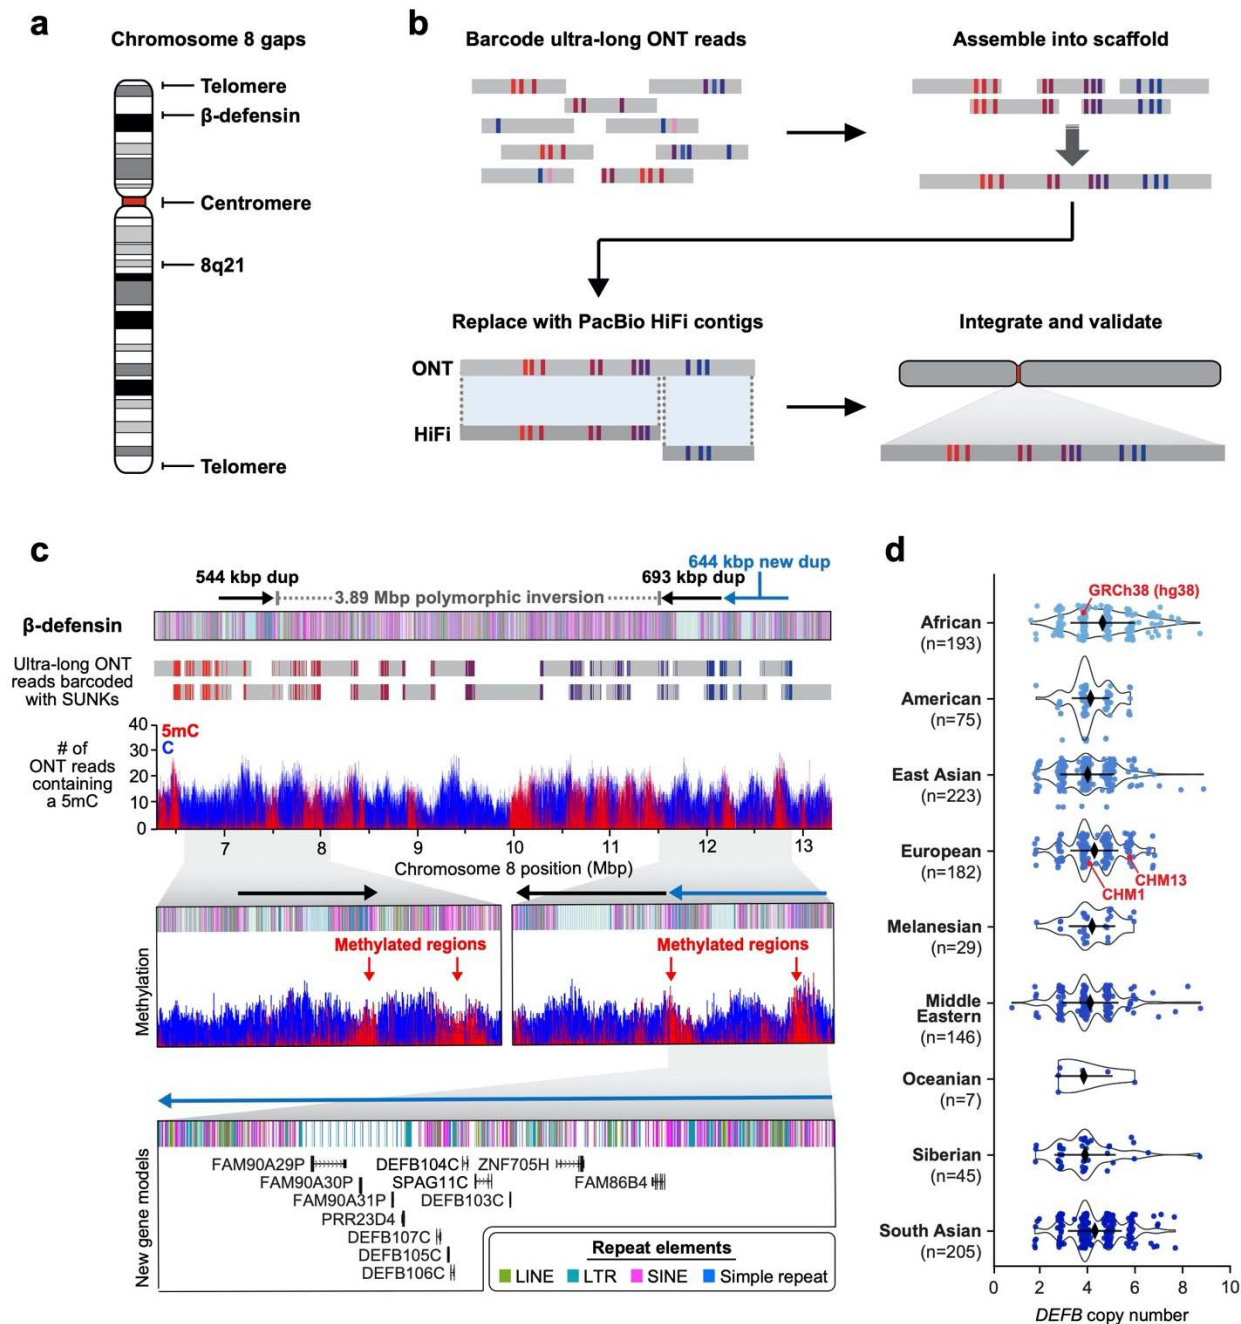 a
Chromosome 8 gaps
Telomere
β-defensin
Centromere
8q21
Telomere
b
Barcode ultra-long ONT reads
Assemble into scaffold
Replace with PacBio HiFi contigs
ONT
HiFi
Integrate and validate
c
644 kbp new dup
544 kbp dup
693 kbp dup
3.89 Mbp polymorphic inversion
β-defensin
Ultra-long ONT
reads barcoded
with SUNKs
# of
ONT reads
containing
a 5mC
40
30
20
10
0
5mC
C
7
8
9
10
11
12
13
Chromosome 8 position (Mbp)
Methylation
Methylated regions
Methylated regions
New gene models
FAM90A29P
FAM90A30P
FAM90A31P
PRR23D4
DEFB107C
DEFB105C
DEFB106C
DEFB104C
SPAG11C
DEFB103C
ZNF705H
FAM86B4
Repeat elements
LINE
LTR
SINE
Simple repeat
d
GRCh38 (hg38)
African
(n=193)
American
(n=75)
East Asian
(n=223)
European
(n=182)
CHM13
CHM1
Melanesian
(n=29)
Middle
Eastern
(n=146)
Oceanian
(n=7)
Siberian
(n=45)
South Asian
(n=205)
0
2
4
6
8
10
DEFB copy number